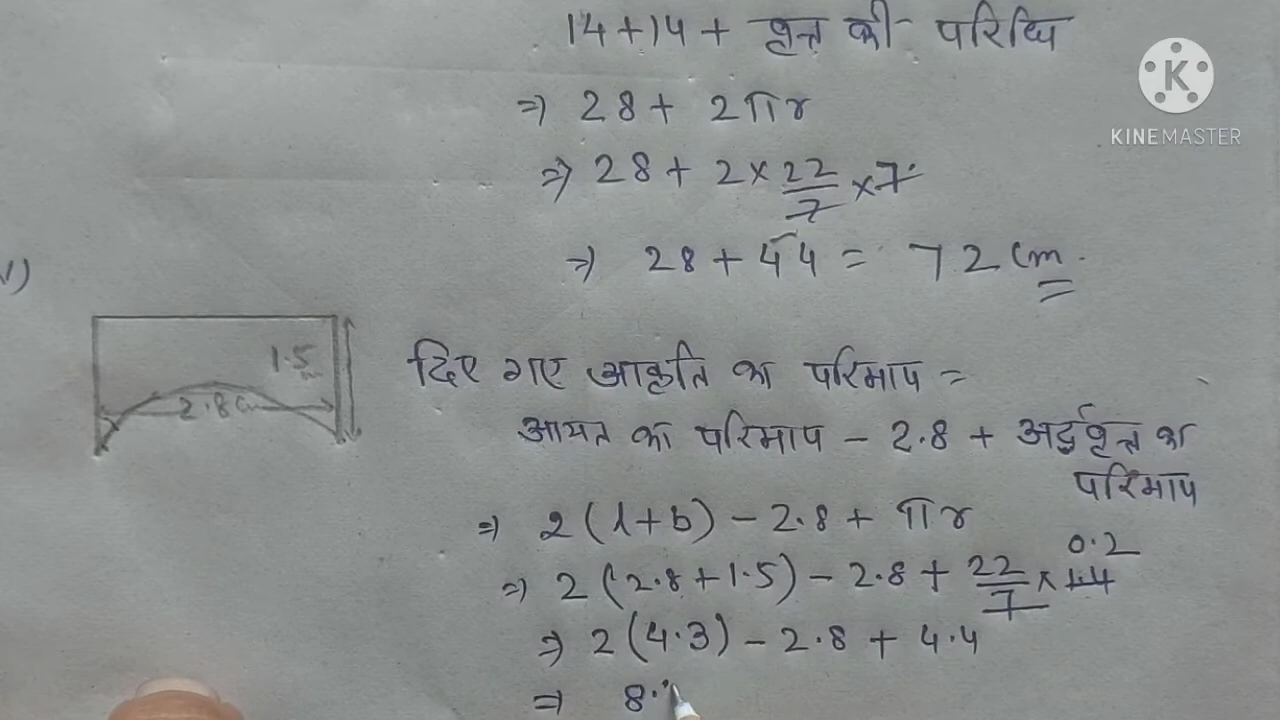 14+14+ वृत्त की परिधि
⇒ 28+ 2πr
⇒ 28+ 2×22/7×7
⇒ 28+44 = 72 cm.
KINEMASTER
1.5
2.8 cm
दिए गए आकृति का परिमाप =
आयत का परिमाप - 2.8 + अर्द्धवृत्त का
परिमाप
⇒ 2(l+b) - 2.8 + πr
0.2
⇒ 2(2.8+1.5) - 2.8 + 22/7 × 1.4
⇒ 2(4.3) - 2.8 + 4.4
⇒ 8.